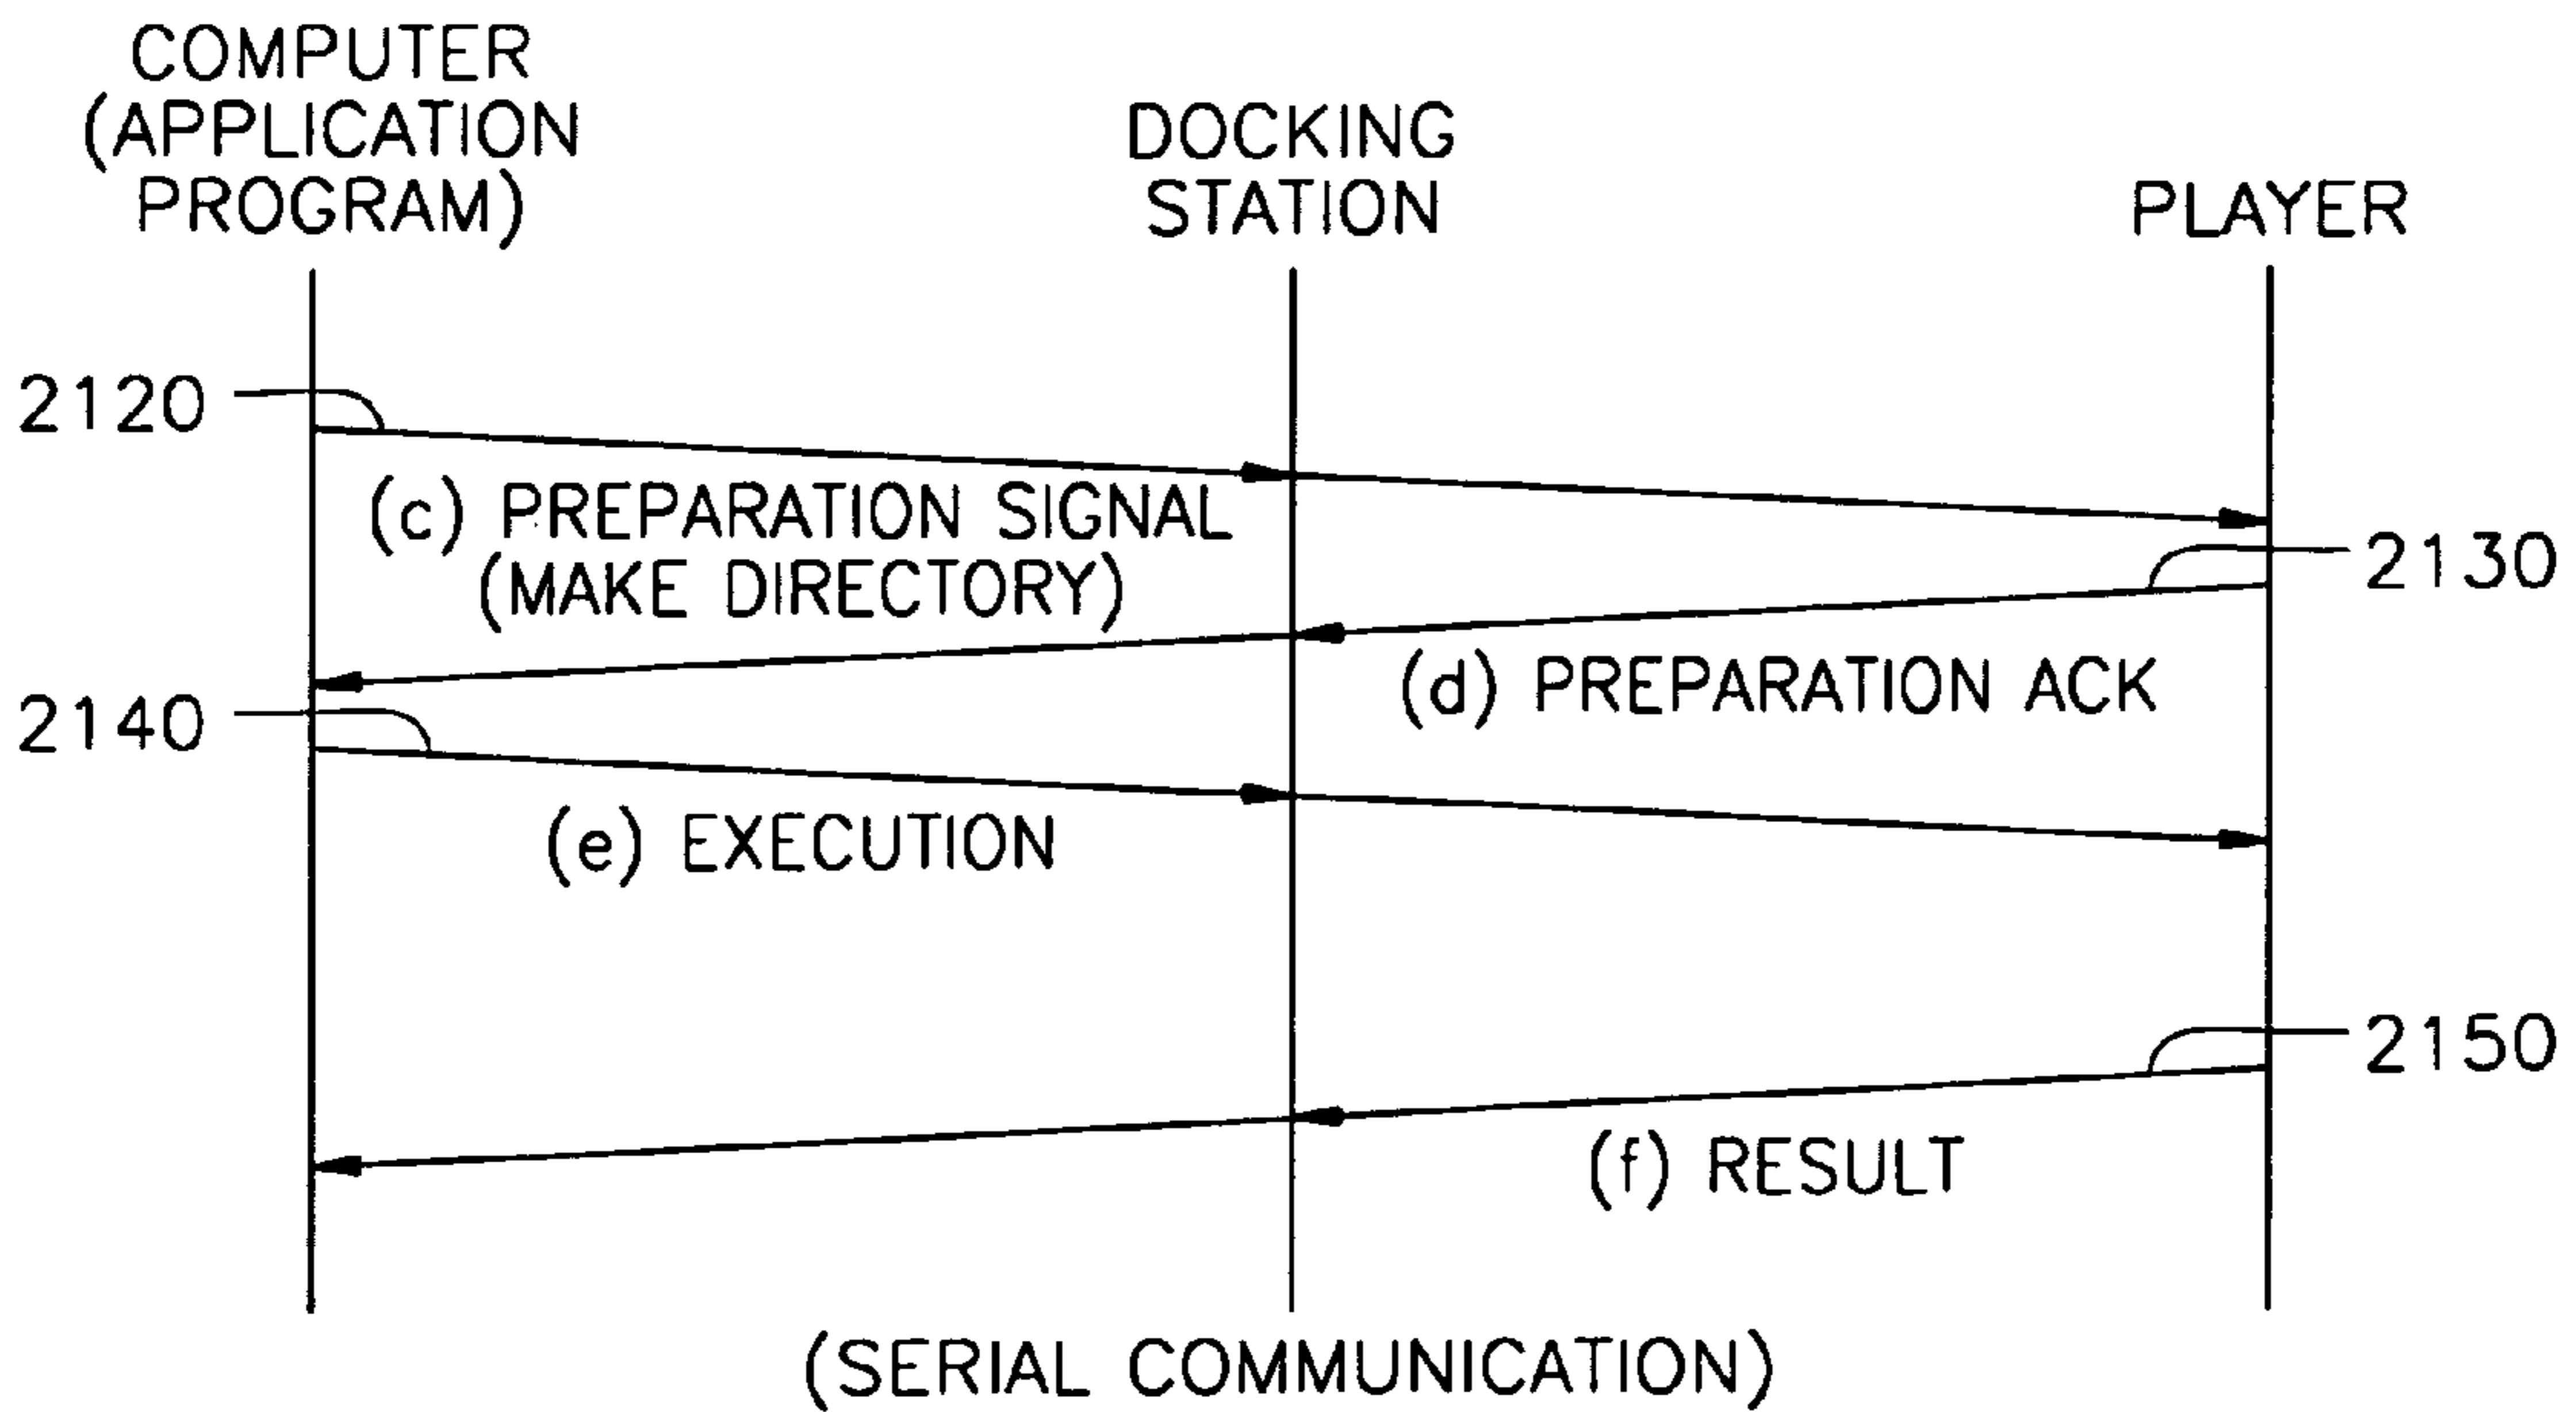 COMPUTER
(APPLICATION
PROGRAM)
DOCKING
STATION
PLAYER
2120
(c) PREPARATION SIGNAL
(MAKE DIRECTORY)
2130
(d) PREPARATION ACK
2140
(e) EXECUTION
2150
(f) RESULT
(SERIAL COMMUNICATION)